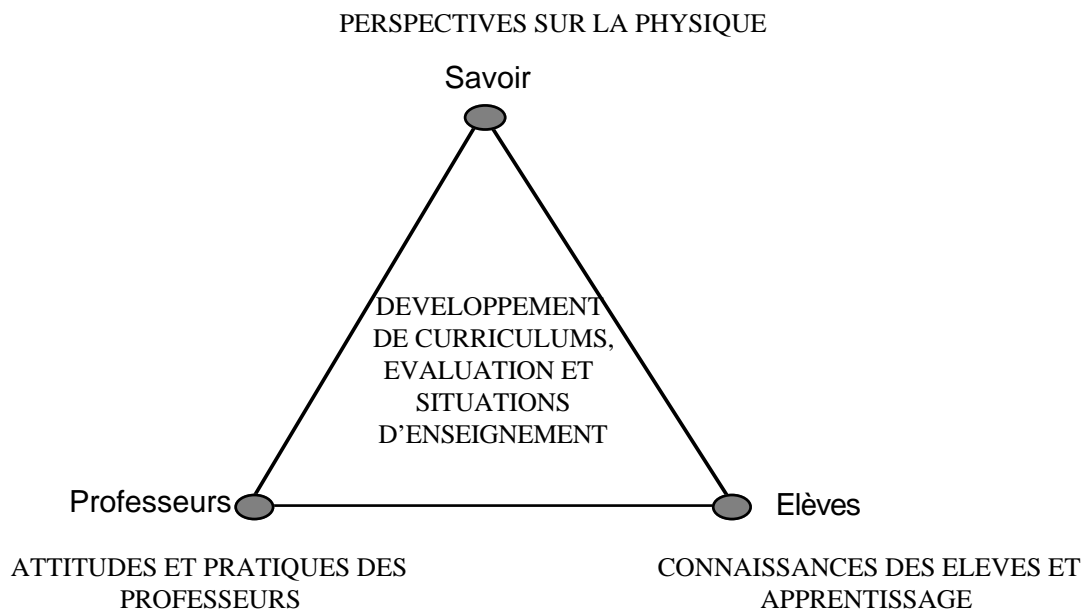 PERSPECTIVES SUR LA PHYSIQUE
Savoir
DEVELOPPEMENT
DE CURRICULUMS,
EVALUATION ET
SITUATIONS
D'ENSEIGNEMENT
Professeurs
Elèves
ATTITUDES ET PRATIQUES DES
PROFESSEURS
CONNAISSANCES DES ELEVES ET
APPRENTISSAGE